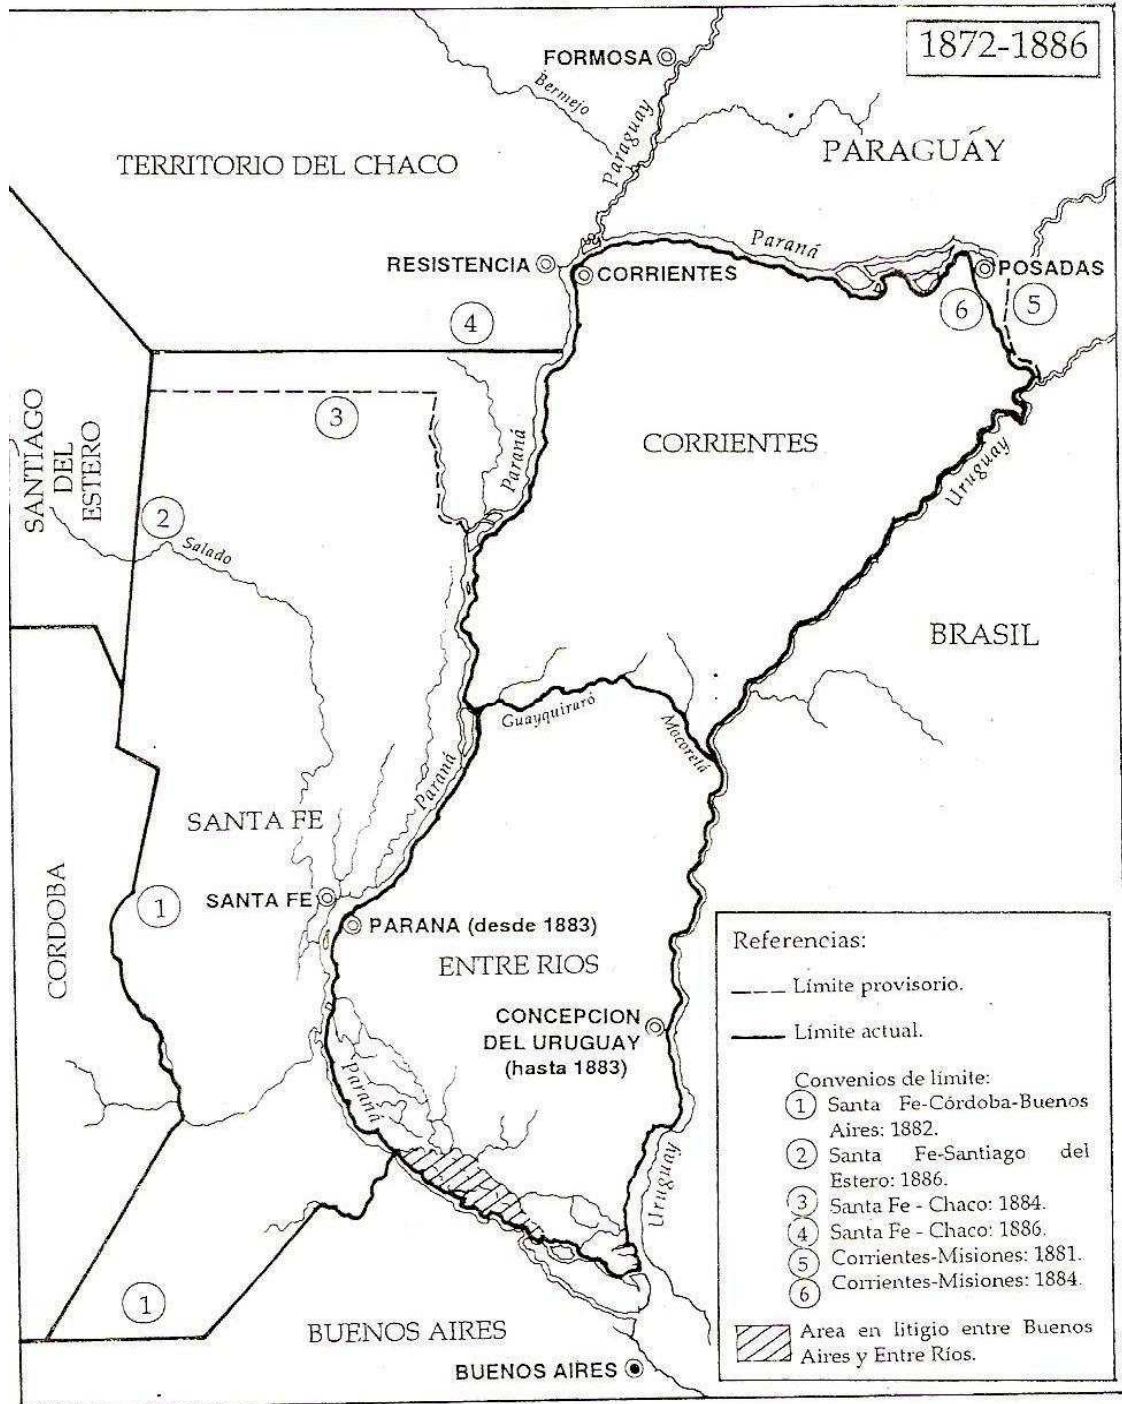 1872-1886
FORMOSA
Bermejo
Paraguay
TERRITORIO DEL CHACO
PARAGUAY
Paraná
RESISTENCIA
CORRIENTES
POSADAS
4
6
5
3
SANTIAGO
DEL
ESTERO
Paraná
CORRIENTES
Uruguay
2
Salado
BRASIL
Guayquiraró
Mocoretá
Paraná
SANTA FE
CORDOBA
1
SANTA FE
PARANA (desde 1883)
ENTRE RIOS
CONCEPCION
DEL URUGUAY
(hasta 1883)
Paraná
Uruguay
1
BUENOS AIRES
BUENOS AIRES
Referencias:
Límite provisorio.
Límite actual.
Convenios de límite:
1 Santa Fe-Córdoba-Buenos
Aires: 1882.
2 Santa Fe-Santiago del
Estero: 1886.
3 Santa Fe - Chaco: 1884.
4 Santa Fe - Chaco: 1886.
5 Corrientes-Misiones: 1881.
6 Corrientes-Misiones: 1884.
Area en litigio entre Buenos
Aires y Entre Ríos.